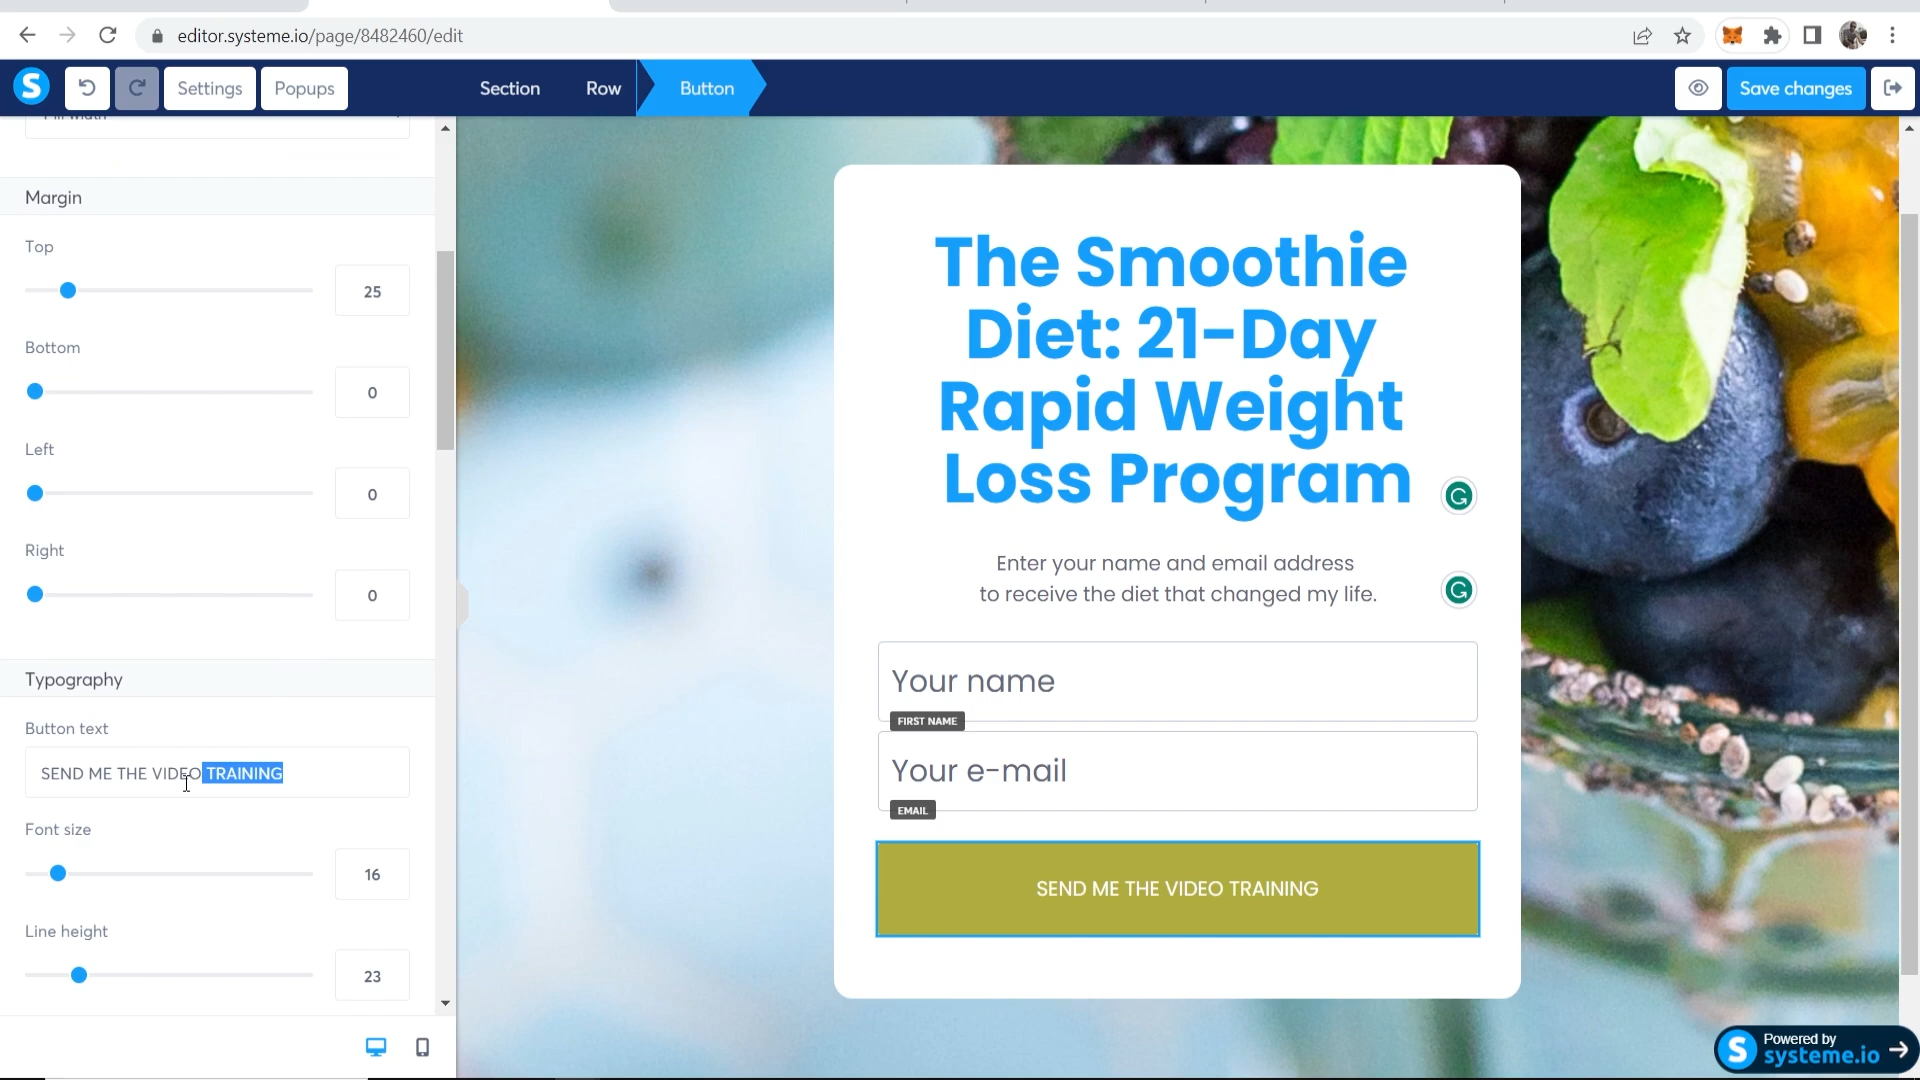 editor.systeme.io/page/8482460/edit
S
Settings
Popups
Section
Row
Button
Save changes
Margin
Top
25
Bottom
0
Left
0
Right
0
Typography
Button text
SEND ME THE VIDEO TRAINING
Font size
16
Line height
23
The Smoothie
Diet: 21-Day
Rapid Weight
Loss Program
Enter your name and email address
to receive the diet that changed my life.
Your name
FIRST NAME
Your e-mail
EMAIL
SEND ME THE VIDEO TRAINING
S
Powered by
systeme.io